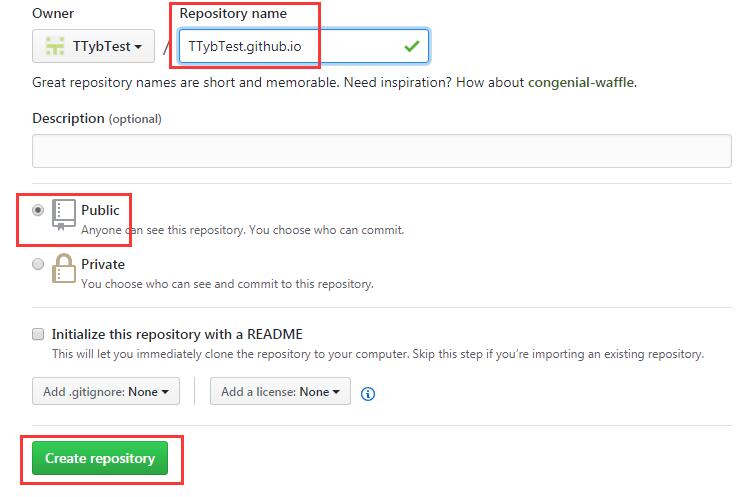 Owner
Repository name
TTybTest
/
TTybTest.github.io
Great repository names are short and memorable. Need inspiration? How about congenial-waffle.
Description (optional)
Public
Anyone can see this repository. You choose who can commit.
Private
You choose who can see and commit to this repository.
Initialize this repository with a README
This will let you immediately clone the repository to your computer. Skip this step if you're importing an existing repository.
Add .gitignore: None
Add a license: None
Create repository